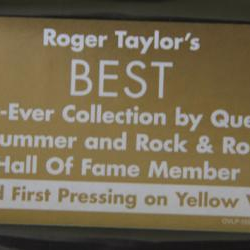 Roger Taylor's
BEST
-Ever Collection by Que
ummer and Rock & Ro
Hall Of Fame Member
First Pressing on Yellow V